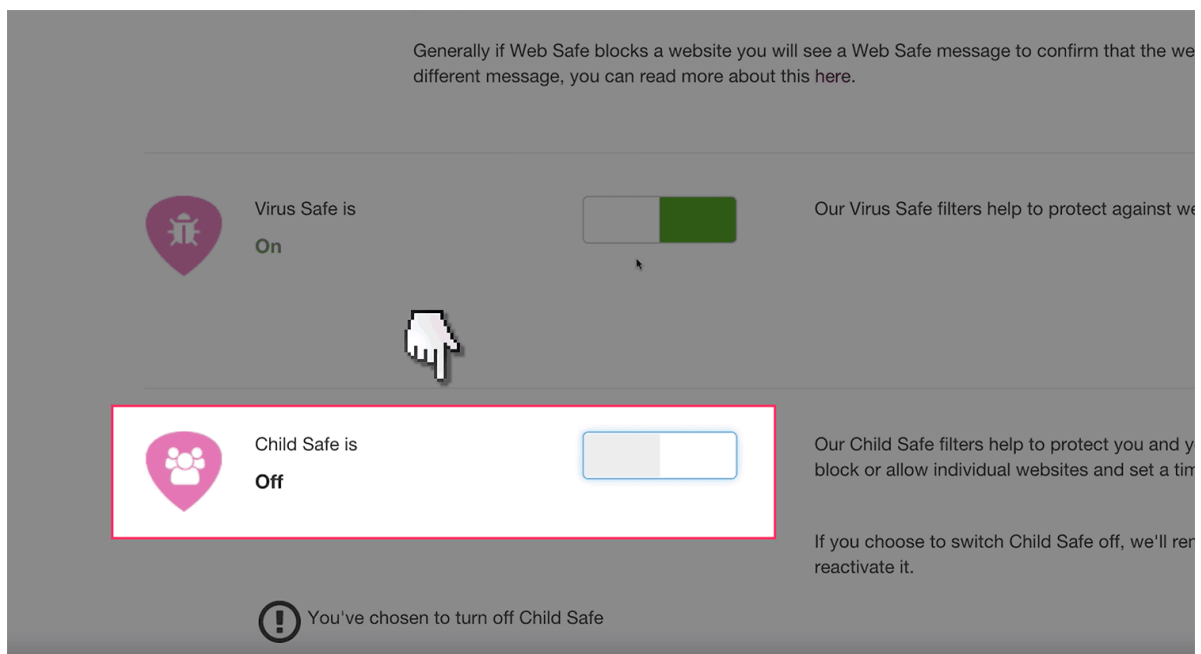 Generally if Web Safe blocks a website you will see a Web Safe message to confirm that the we
different message, you can read more about this here.
Virus Safe is
On
Our Virus Safe filters help to protect against we
Child Safe is
Off
Our Child Safe filters help to protect you and y
block or allow individual websites and set a tim
If you choose to switch Child Safe off, we'll rem
reactivate it.
You've chosen to turn off Child Safe